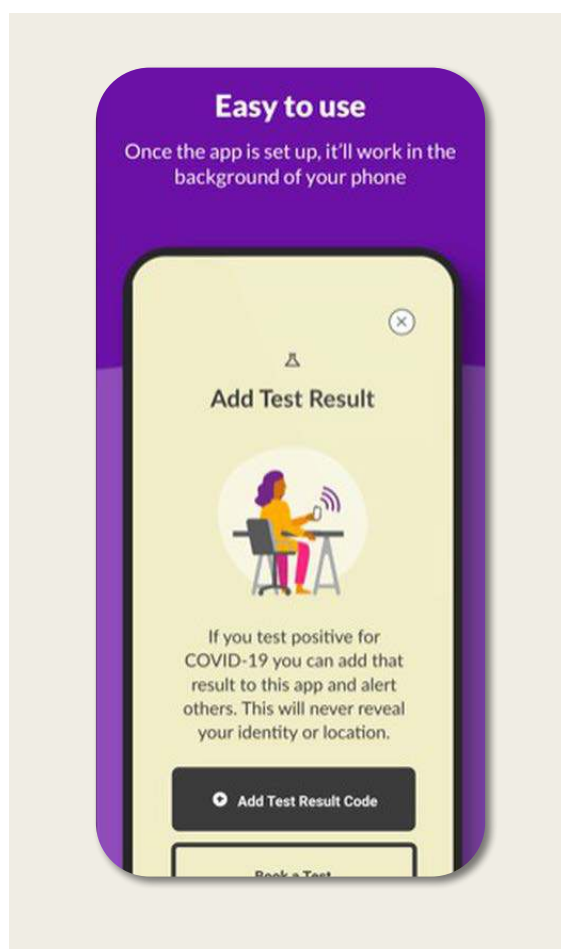 Easy to use
Once the app is set up, it'll work in the
background of your phone
Add Test Result
If you test positive for
COVID-19 you can add that
result to this app and alert
others. This will never reveal
your identity or location.
Add Test Result Code
Book a Test